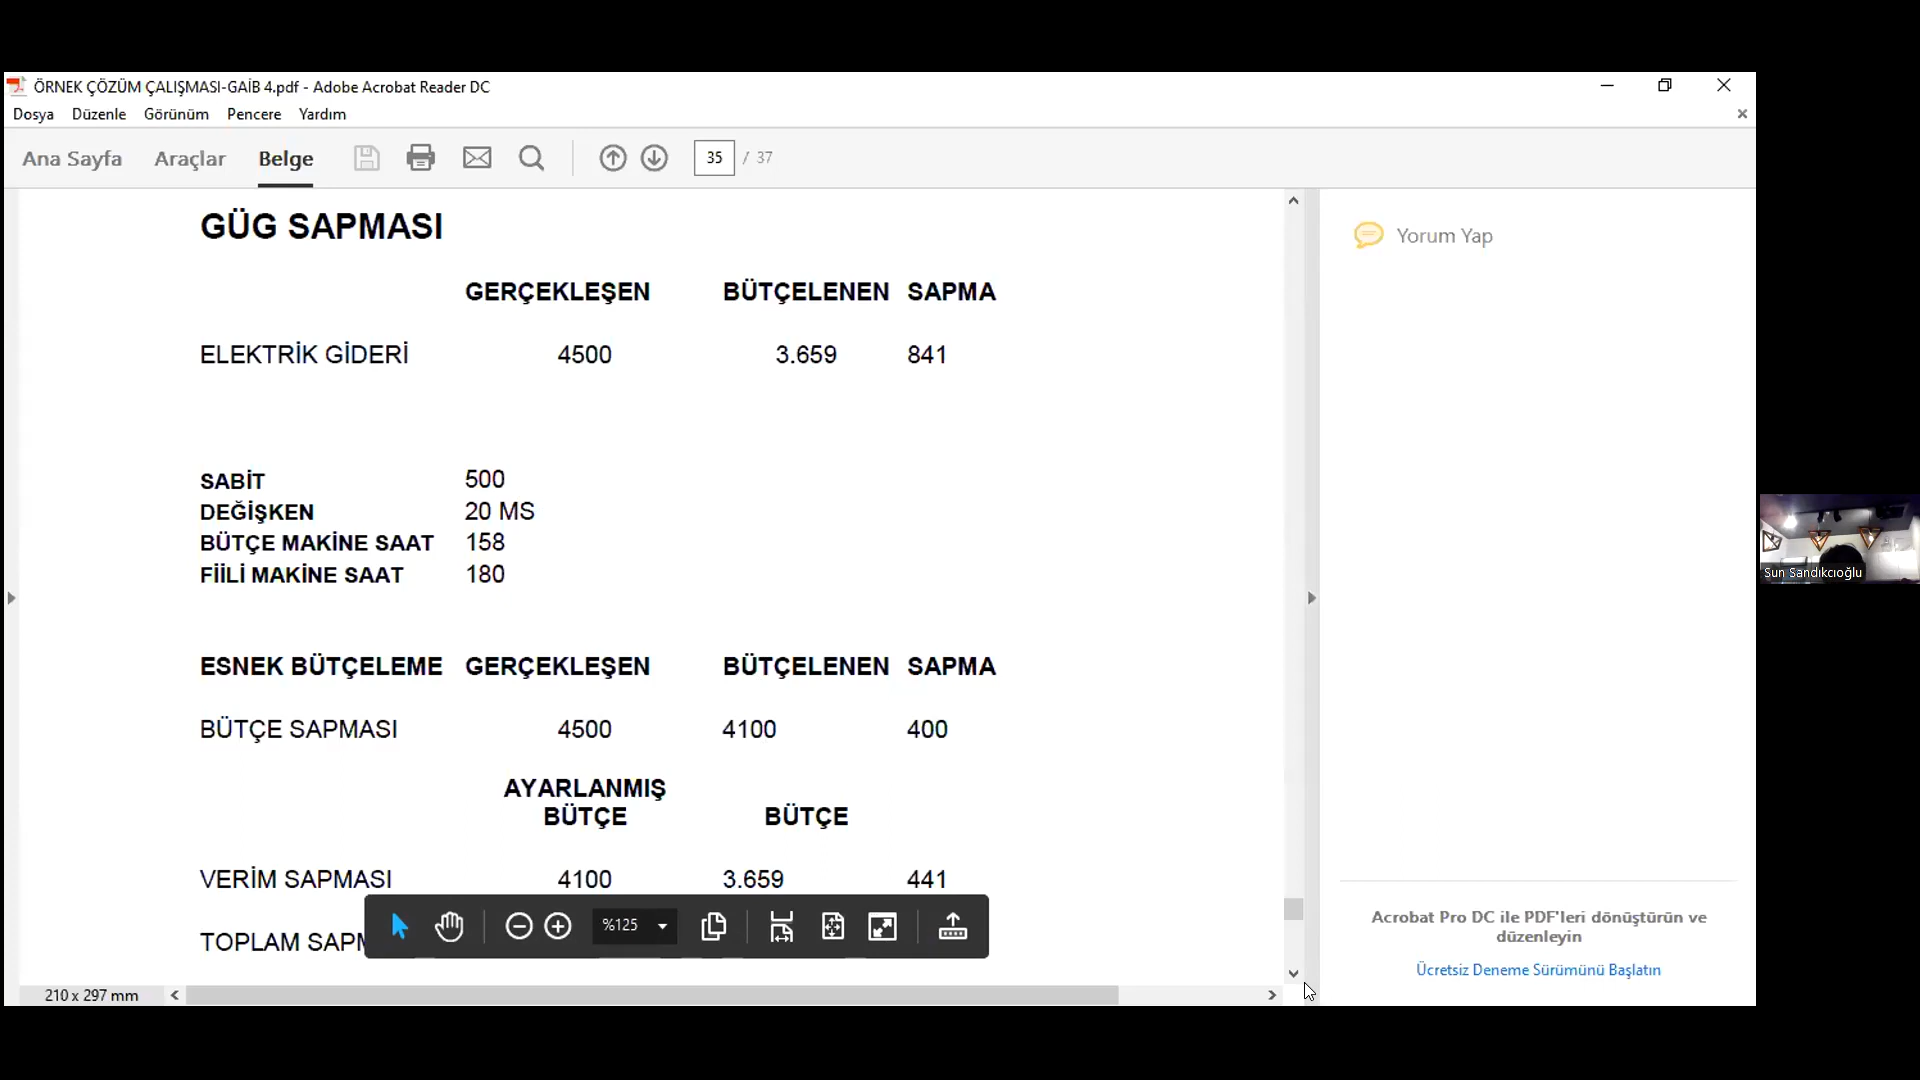 ÖRNEK ÇÖZÜM ÇALIŞMASI-GAİB 4.pdf - Adobe Acrobat Reader DC
Dosya Düzenle Görünüm Pencere Yardım
Ana Sayfa Araçlar Belge 35 / 37
GÜG SAPMASI
GERÇEKLEŞEN BÜTÇELENEN SAPMA
ELEKTRİK GİDERİ 4500 3.659 841
SABİT 500
DEĞİŞKEN 20 MS
BÜTÇE MAKİNE SAAT 158
FİİLİ MAKİNE SAAT 180
ESNEK BÜTÇELEME GERÇEKLEŞEN BÜTÇELENEN SAPMA
BÜTÇE SAPMASI 4500 4100 400
AYARLANMIŞ
BÜTÇE BÜTÇE
VERİM SAPMASI 4100 3.659 441
TOPLAM
%125
210 x 297 mm
Yorum Yap
Acrobat Pro DC ile PDF'leri dönüştürün ve
düzenleyin
Ücretsiz Deneme Sürümünü Başlatın
Sun Sandıkcıoğlu